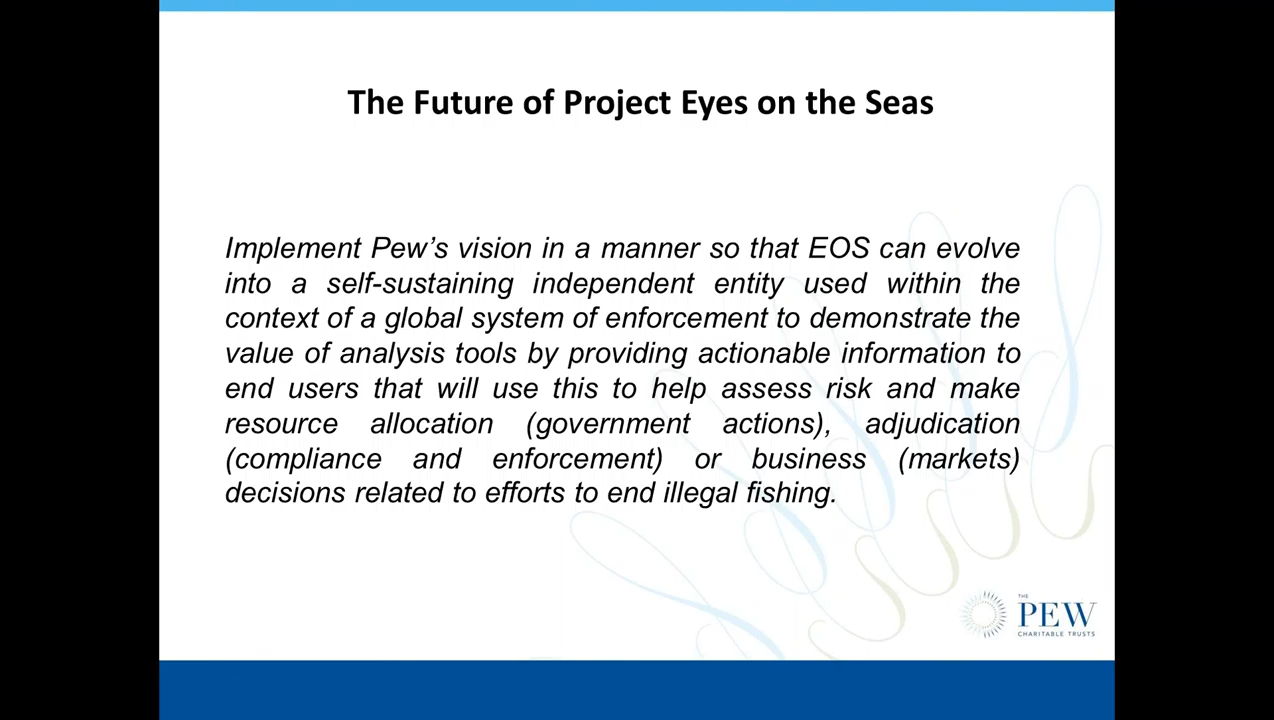 The Future of Project Eyes on the Seas
Implement Pew’s vision in a manner so that EOS can evolve
into a self-sustaining independent entity used within the
context of a global system of enforcement to demonstrate the
value of analysis tools by providing actionable information to
end users that will use this to help assess risk and make
resource allocation (government actions), adjudication
(compliance and enforcement) or business (markets)
decisions related to efforts to end illegal fishing.
THE
PEW
CHARITABLE TRUSTS